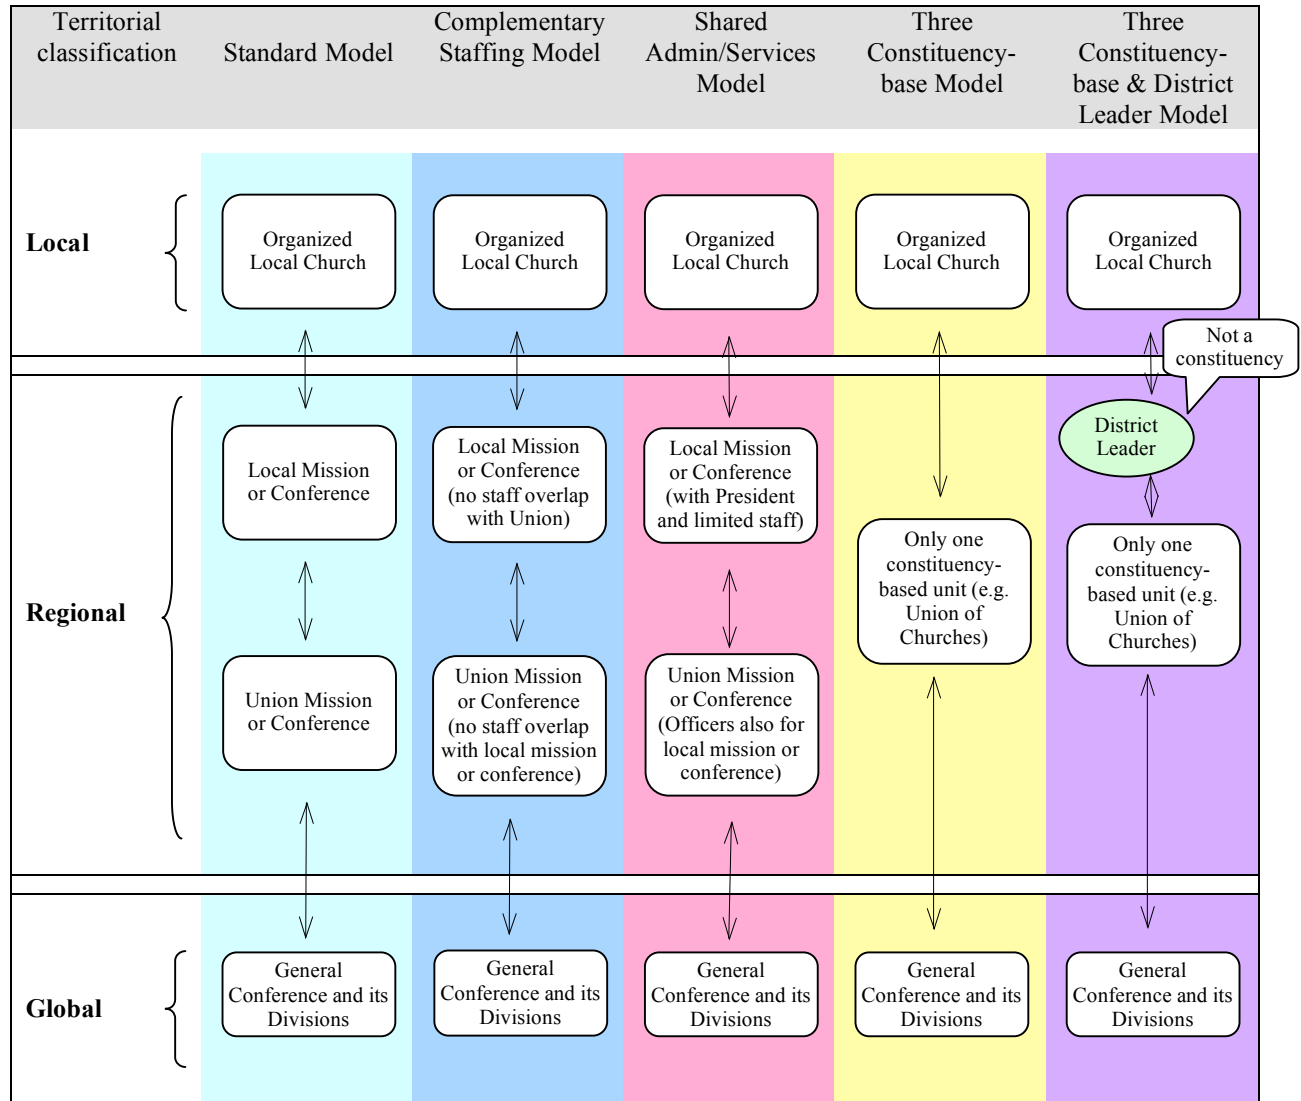 Territorial
classification
Standard Model
Complementary
Staffing Model
Shared
Admin/Services
Model
Three
Constituency-
base Model
Three
Constituency-
base & District
Leader Model
Local
Organized
Local Church
Organized
Local Church
Organized
Local Church
Organized
Local Church
Organized
Local Church
Not a
constituency
Regional
Local Mission
or Conference
Local Mission
or Conference
(no staff overlap
with Union)
Local Mission
or Conference
(with President
and limited staff)
Only one
constituency-
based unit (e.g.
Union of
Churches)
District
Leader
Only one
constituency-
based unit (e.g.
Union of
Churches)
Union Mission
or Conference
Union Mission
or Conference
(no staff overlap
with local mission
or conference)
Union Mission
or Conference
(Officers also for
local mission or
conference)
Global
General
Conference and its
Divisions
General
Conference and its
Divisions
General
Conference and its
Divisions
General
Conference and its
Divisions
General
Conference and its
Divisions